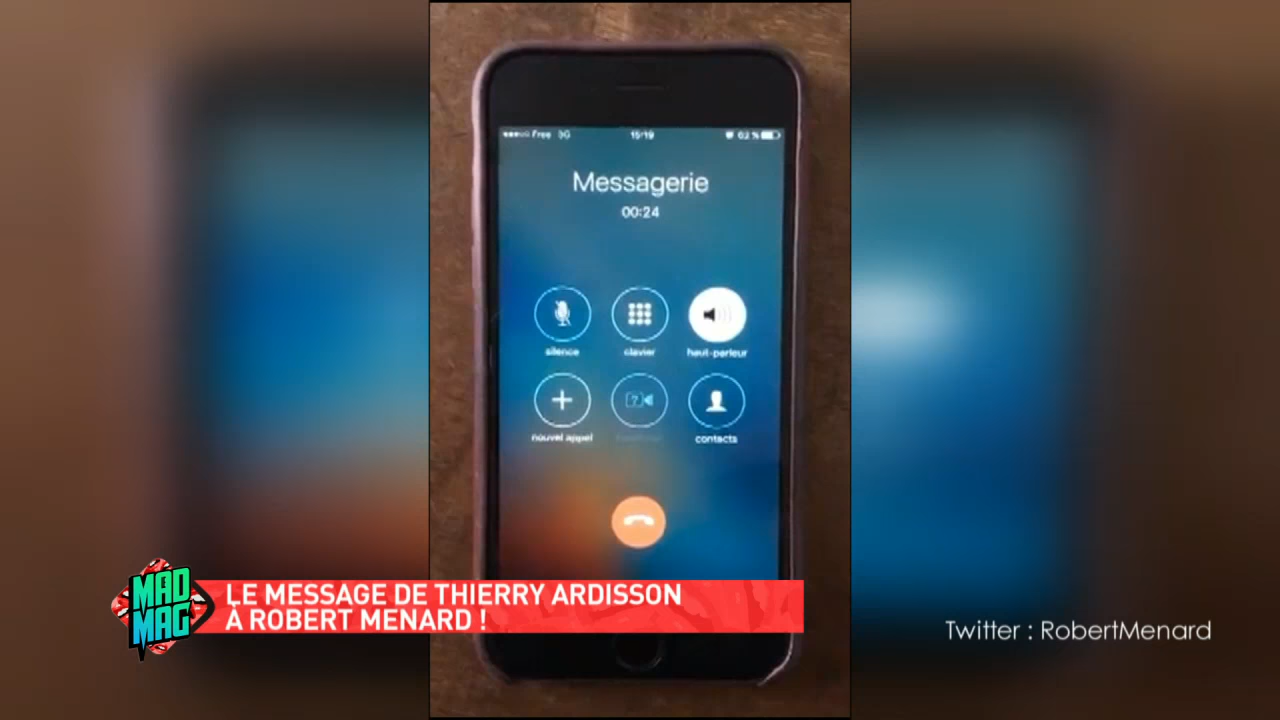 Free 3G 15:19 62 %
Messagerie
00:24
silence clavier haut-parleur
nouvel appel contacts
MAD
MAG
LE MESSAGE DE THIERRY ARDISSON
À ROBERT MENARD !
Twitter : RobertMenard